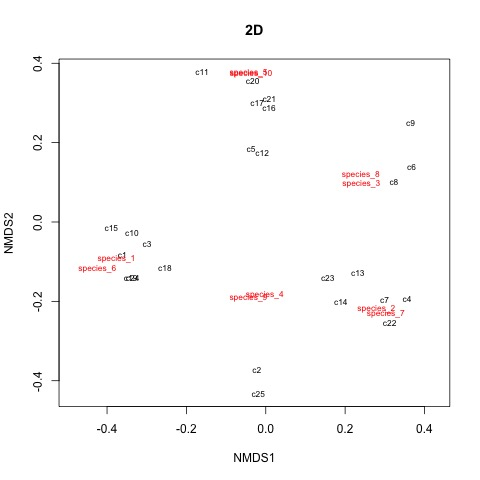 2D
0.4
c11
species_10
c20
c17
c21
c16
c9
0.2
c5
c12
c6
species_8
c8
species_3
0.0
c15
c10
c3
c1
species_1
species_6
c18
c13
c23
NMDS2
-0.2
species_4
c14
c7
c4
species_2
species_7
c22
c2
-0.4
c25
-0.4
-0.2
0.0
0.2
0.4
NMDS1